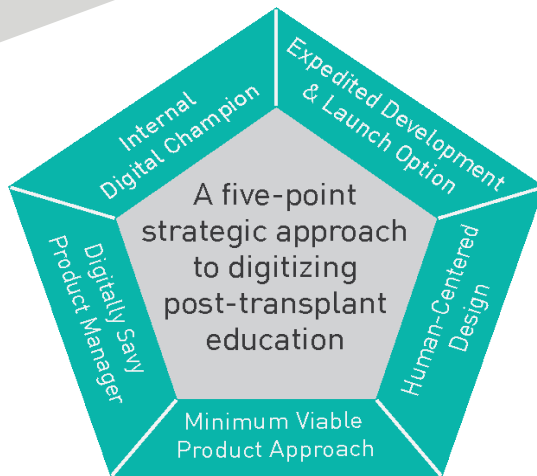 Internal
Digital Champion
Expedited Development
& Launch Option
A five-point
strategic approach
to digitizing
post-transplant
education
Digitally Savy
Product Manager
Human-Centered
Design
Minimum Viable
Product Approach